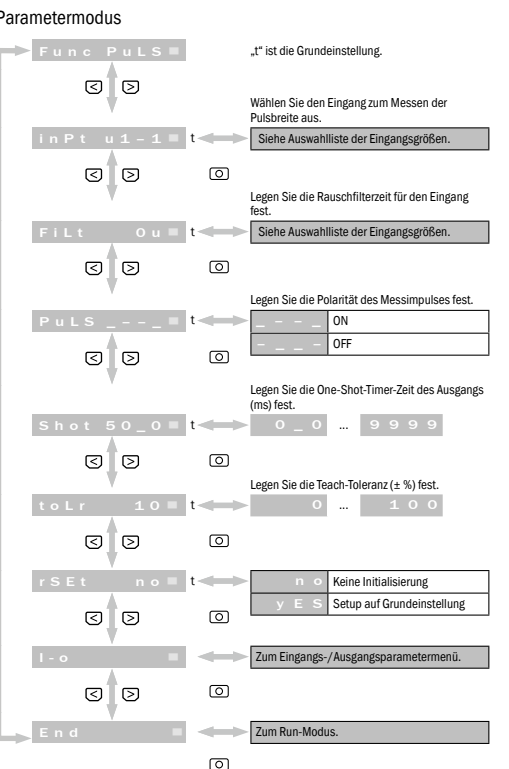 Parametermodus
Func PuLS
„t“ ist die Grundeinstellung.
< >
Wählen Sie den Eingang zum Messen der
Pulsbreite aus.
inPt u1-1 t Siehe Auswahlliste der Eingangsgrößen.
< >
Legen Sie die Rauschfilterzeit für den Eingang
fest.
FiLt 0u t Siehe Auswahlliste der Eingangsgrößen.
< >
Legen Sie die Polarität des Messimpulses fest.
PuLS _--_ t _--_ ON
-__- OFF
< >
Legen Sie die One-Shot-Timer-Zeit des Ausgangs
(ms) fest.
Shot 50_0 t 0_0 ... 9999
< >
Legen Sie die Teach-Toleranz (± %) fest.
toLr 10 t 0 ... 100
< >
rSEt no t no Keine Initialisierung
yES Setup auf Grundeinstellung
< >
I-o Zum Eingangs-/Ausgangsparametermenü.
< >
End Zum Run-Modus.